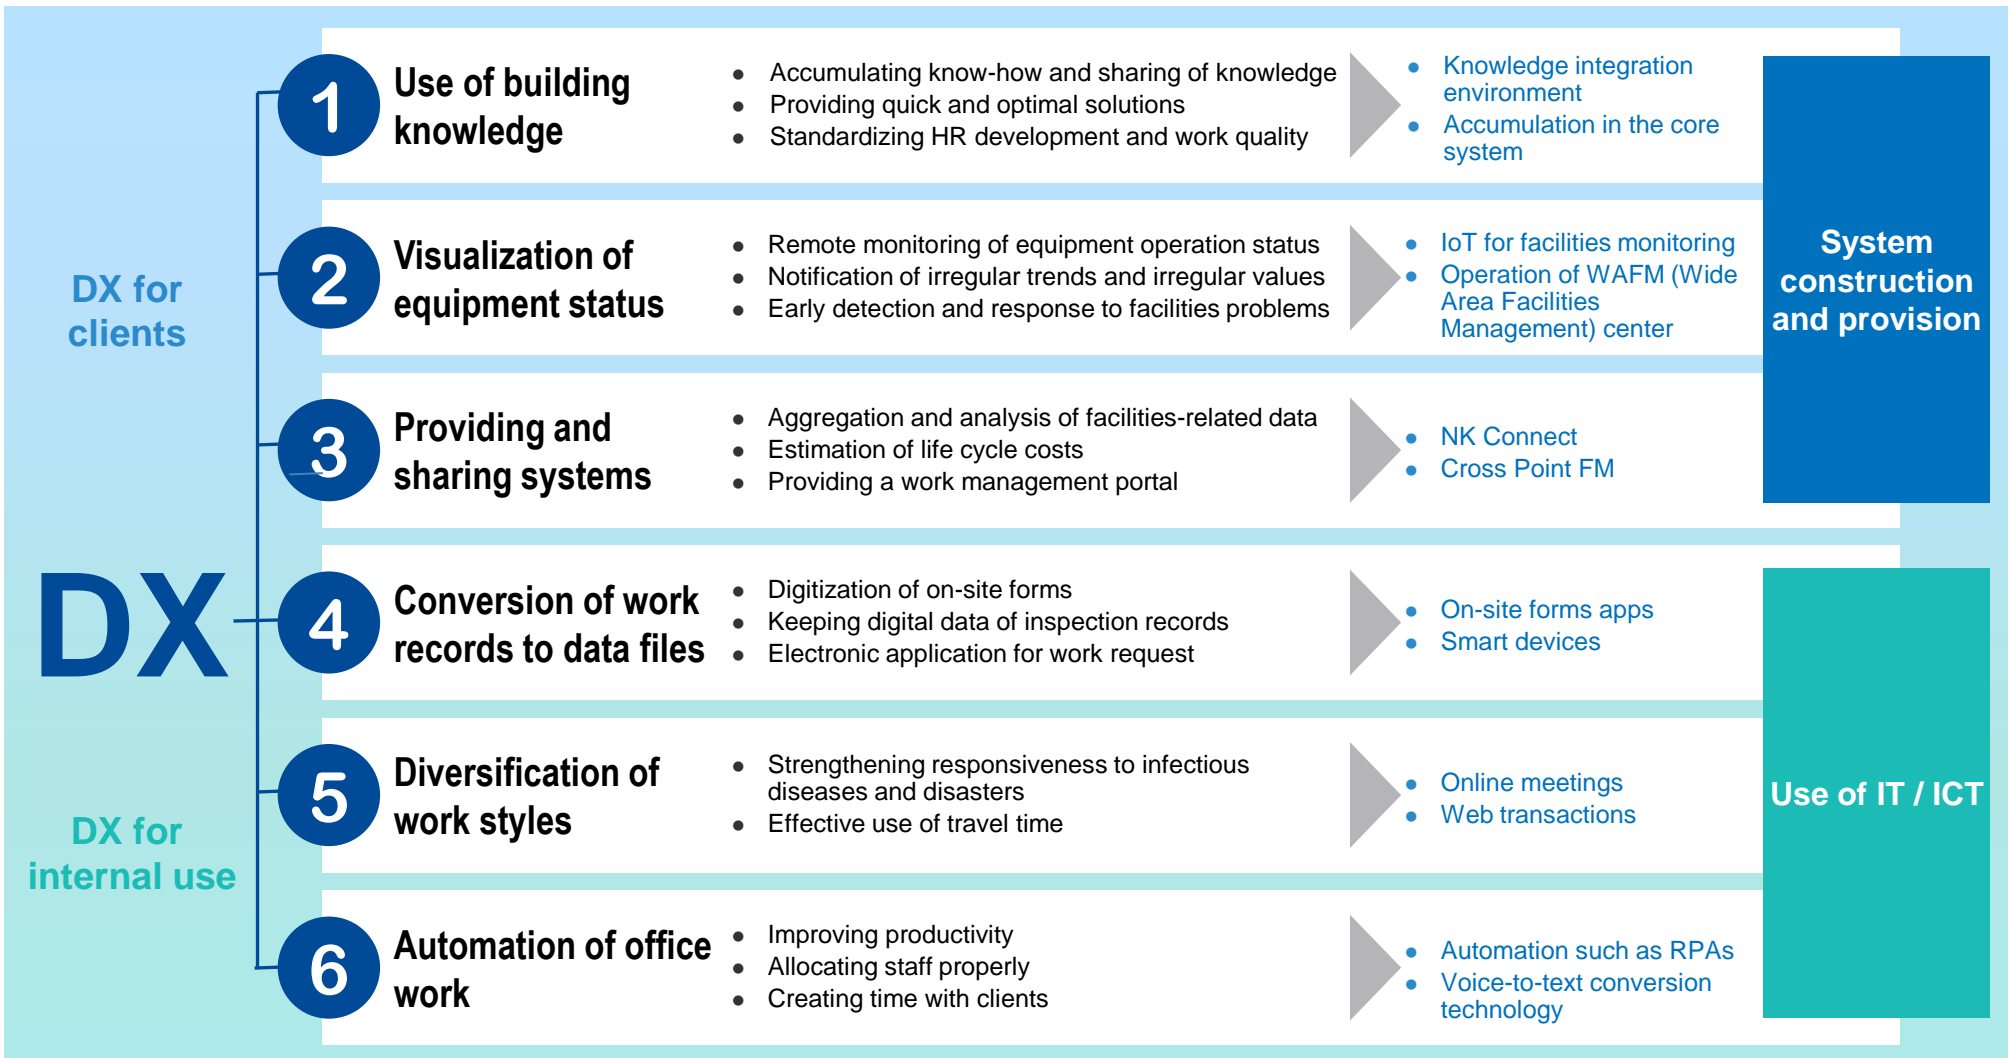 DX for
clients
DX
DX for
internal use
1
Use of building
knowledge
● Accumulating know-how and sharing of knowledge
● Providing quick and optimal solutions
● Standardizing HR development and work quality
● Knowledge integration
environment
● Accumulation in the core
system
2
Visualization of
equipment status
● Remote monitoring of equipment operation status
● Notification of irregular trends and irregular values
● Early detection and response to facilities problems
● IoT for facilities monitoring
● Operation of WAFM (Wide
Area Facilities
Management) center
3
Providing and
sharing systems
● Aggregation and analysis of facilities-related data
● Estimation of life cycle costs
● Providing a work management portal
● NK Connect
● Cross Point FM
System
construction
and provision
4
Conversion of work
records to data files
● Digitization of on-site forms
● Keeping digital data of inspection records
● Electronic application for work request
● On-site forms apps
● Smart devices
5
Diversification of
work styles
● Strengthening responsiveness to infectious
diseases and disasters
● Effective use of travel time
● Online meetings
● Web transactions
6
Automation of office
work
● Improving productivity
● Allocating staff properly
● Creating time with clients
● Automation such as RPAs
● Voice-to-text conversion
technology
Use of IT / ICT